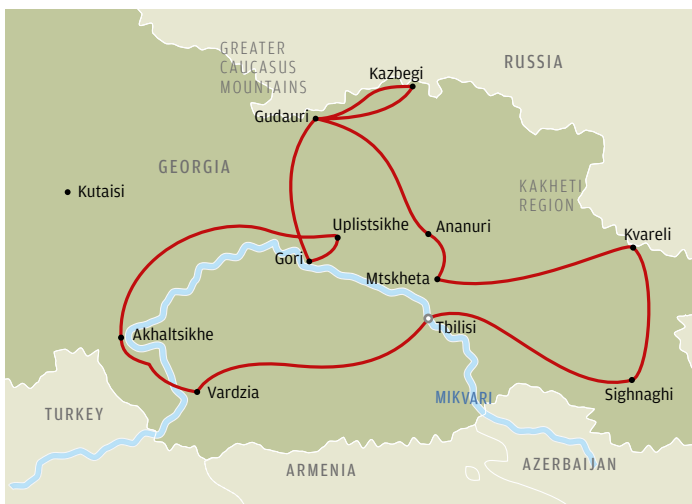 GREATER
CAUCASUS
MOUNTAINS
Kazbegi
RUSSIA
Gudauri
GEORGIA
Kutaisi
KAKHETI
REGION
Uplistsikhe
Ananuri
Kvareli
Gori
Mtskheta
Tbilisi
Akhaltsikhe
Vardzia
MIKVARI
Sighnaghi
TURKEY
ARMENIA
AZERBAIJAN